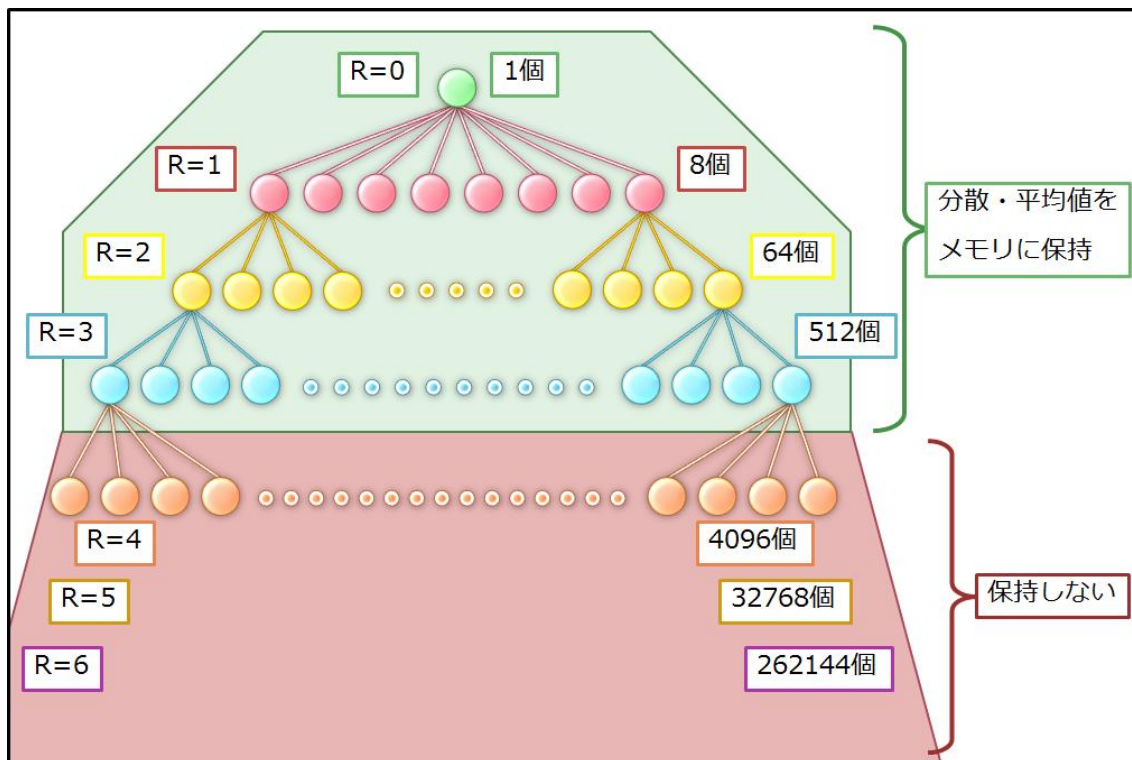 R=0
1個
R=1
8個
分散・平均値を
メモリに保持
R=2
64個
R=3
512個
R=4
4096個
R=5
32768個
保持しない
R=6
262144個